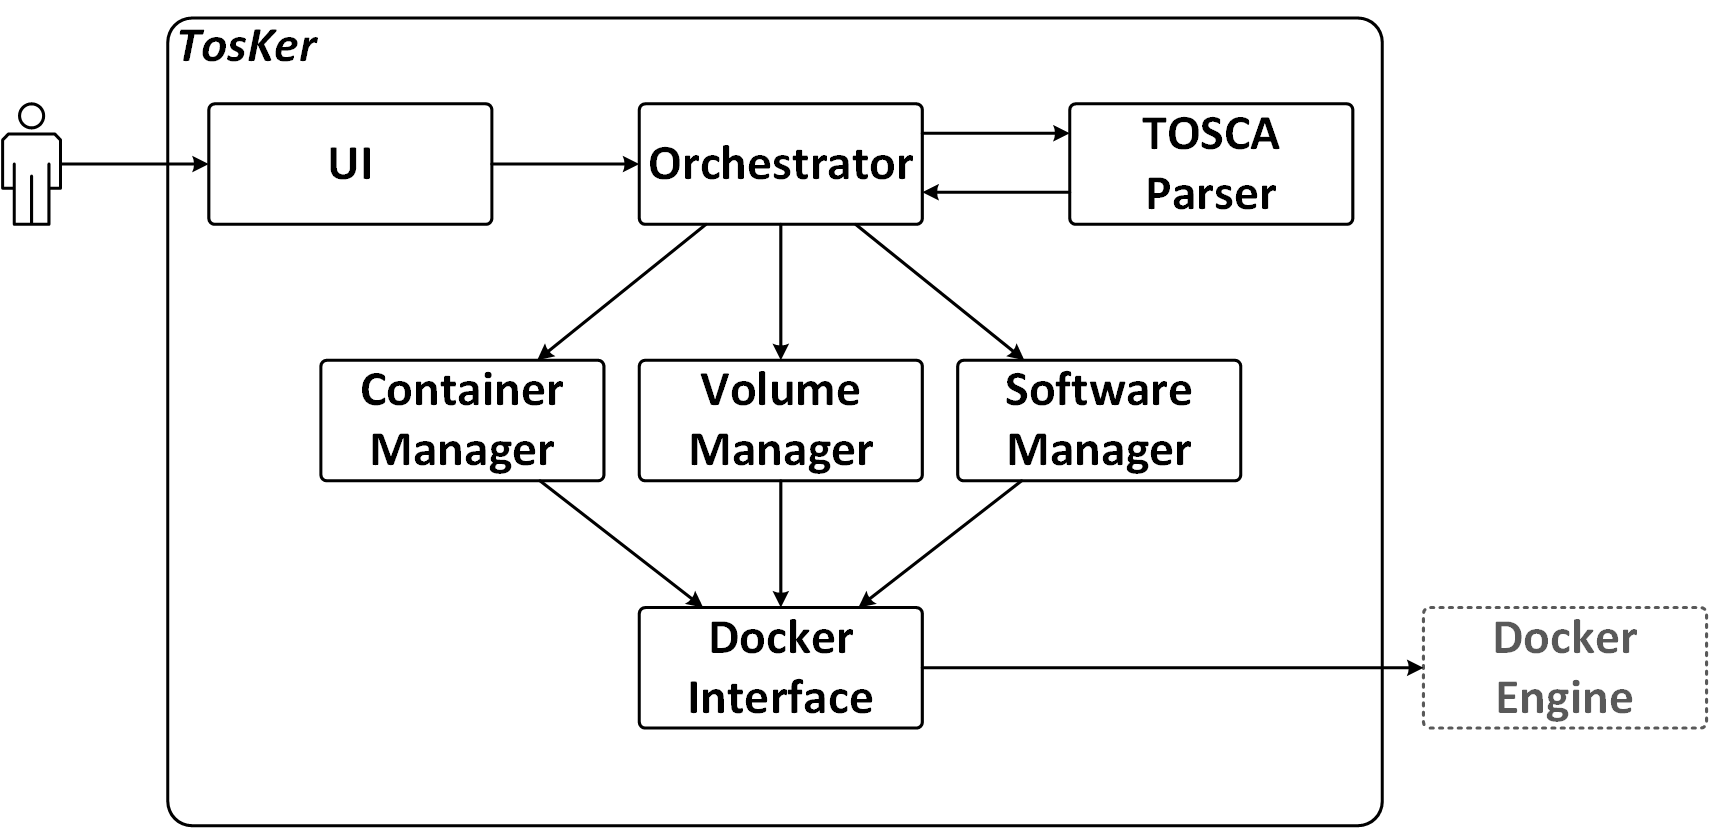 TosKer
UI
Orchestrator
TOSCA
Parser
Container
Manager
Volume
Manager
Software
Manager
Docker
Interface
Docker
Engine